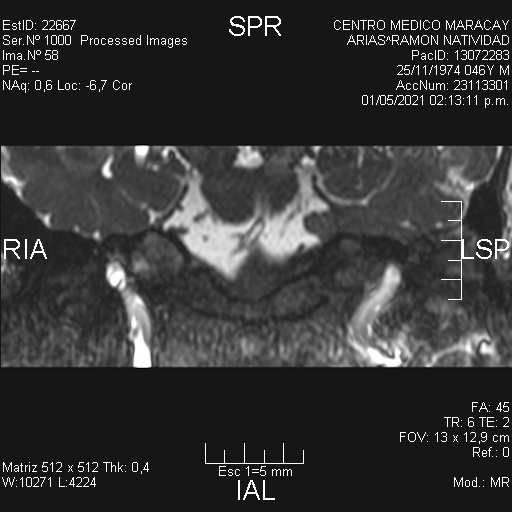 EstID: 22667
Ser.Nº 1000 Processed Images
Ima.Nº 58
PE= --
NAq: 0,6 Loc: -6,7 Cor
SPR
CENTRO MEDICO MARACAY
ARIAS^RAMON NATIVIDAD
PacID: 13072283
25/11/1974 046Y M
AccNum: 23113301
01/05/2021 02:13:11 p.m.
RIA
LSP
FA: 45
TR: 6 TE: 2
FOV: 13 x 12,9 cm
Ref.: 0
Mod.: MR
Esc 1=5 mm
IAL
Matriz 512 x 512 Thk: 0,4
W:10271 L:4224